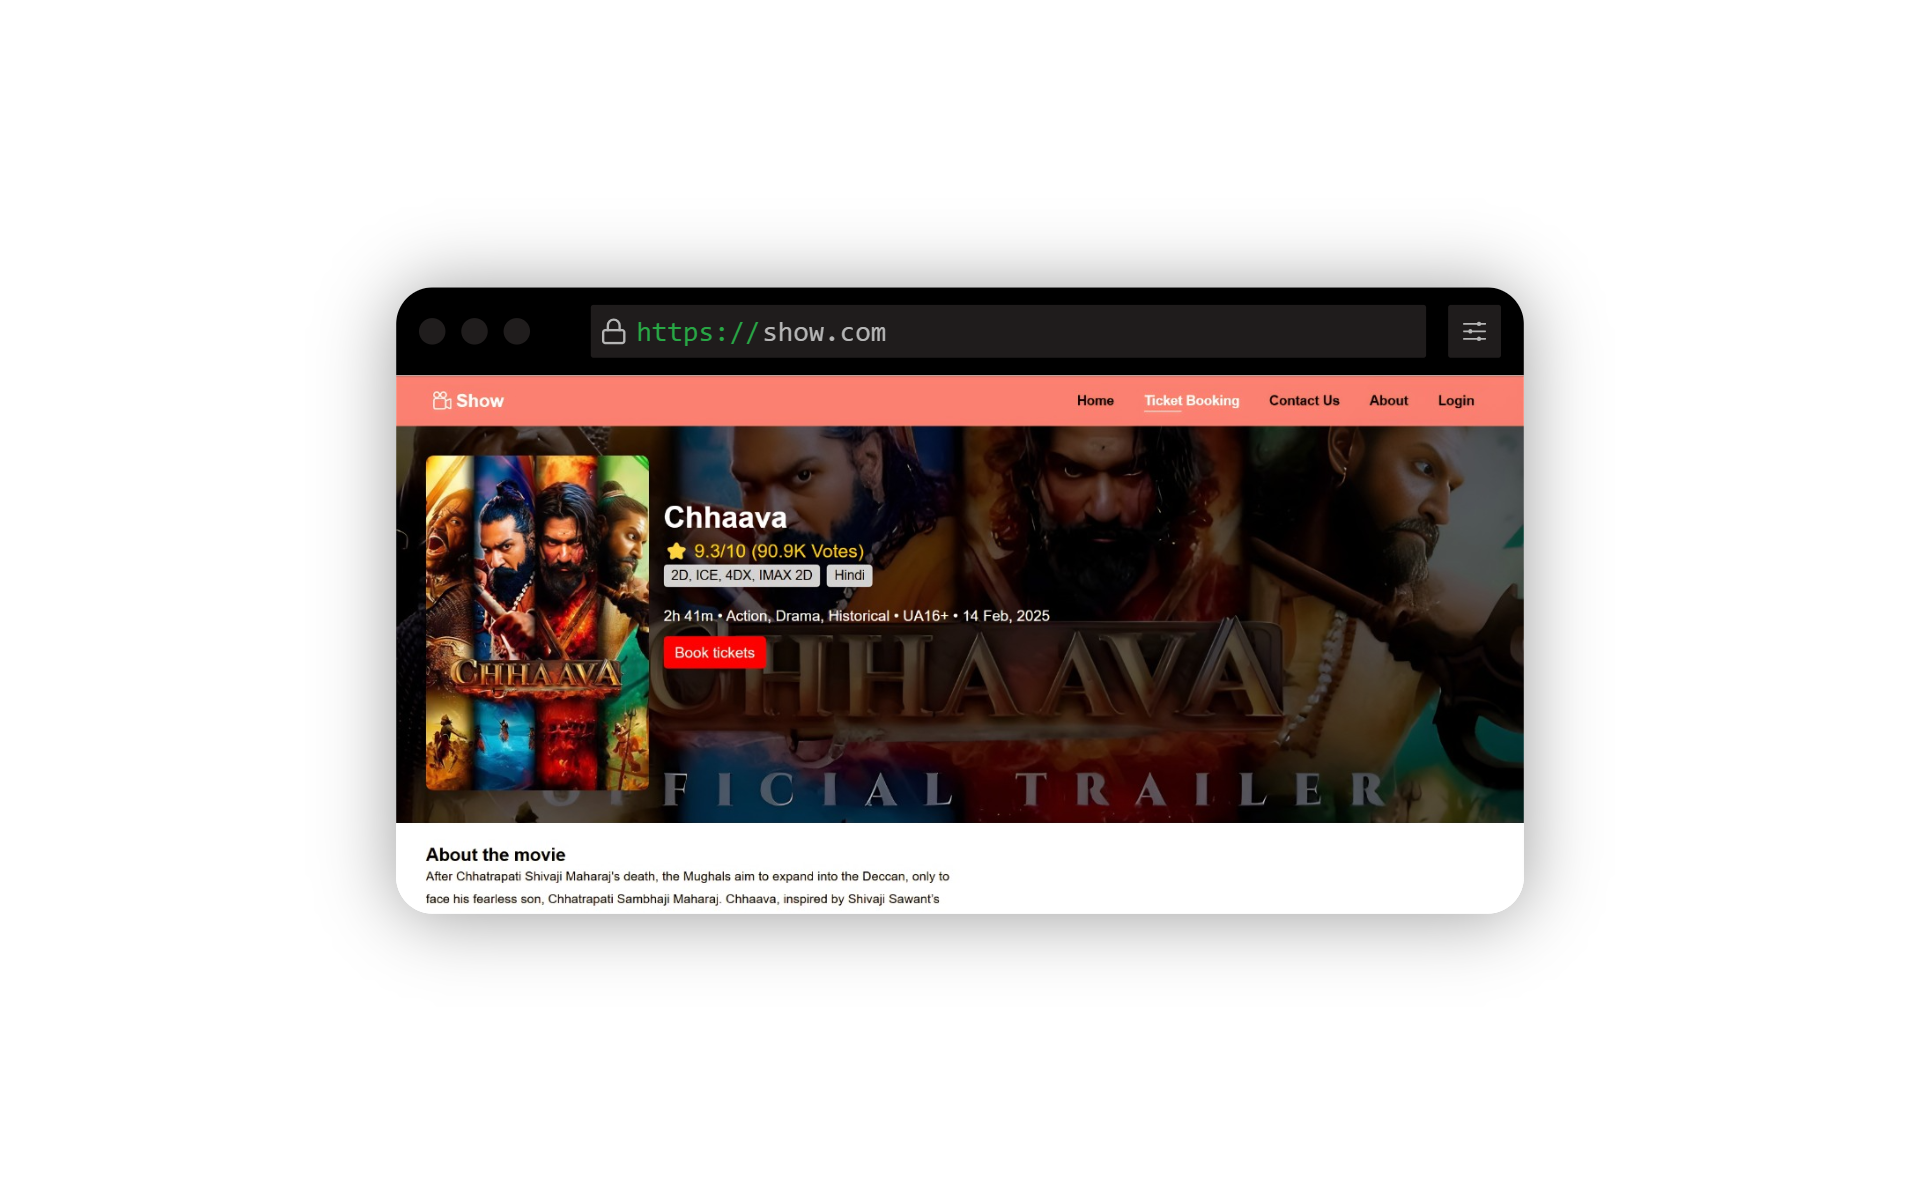 https://show.com
Show
Home Ticket Booking Contact Us About Login
CHHAAVA
Chhaava
9.3/10 (90.9K Votes)
2D, ICE, 4DX, IMAX 2D Hindi
2h 41m • Action, Drama, Historical • UA16+ • 14 Feb, 2025
Book tickets
CHHAAVA
OFFICIAL TRAILER
About the movie
After Chhatrapati Shivaji Maharaj's death, the Mughals aim to expand into the Deccan, only to
face his fearless son, Chhatrapati Sambhaji Maharaj. Chhaava, inspired by Shivaji Sawant's